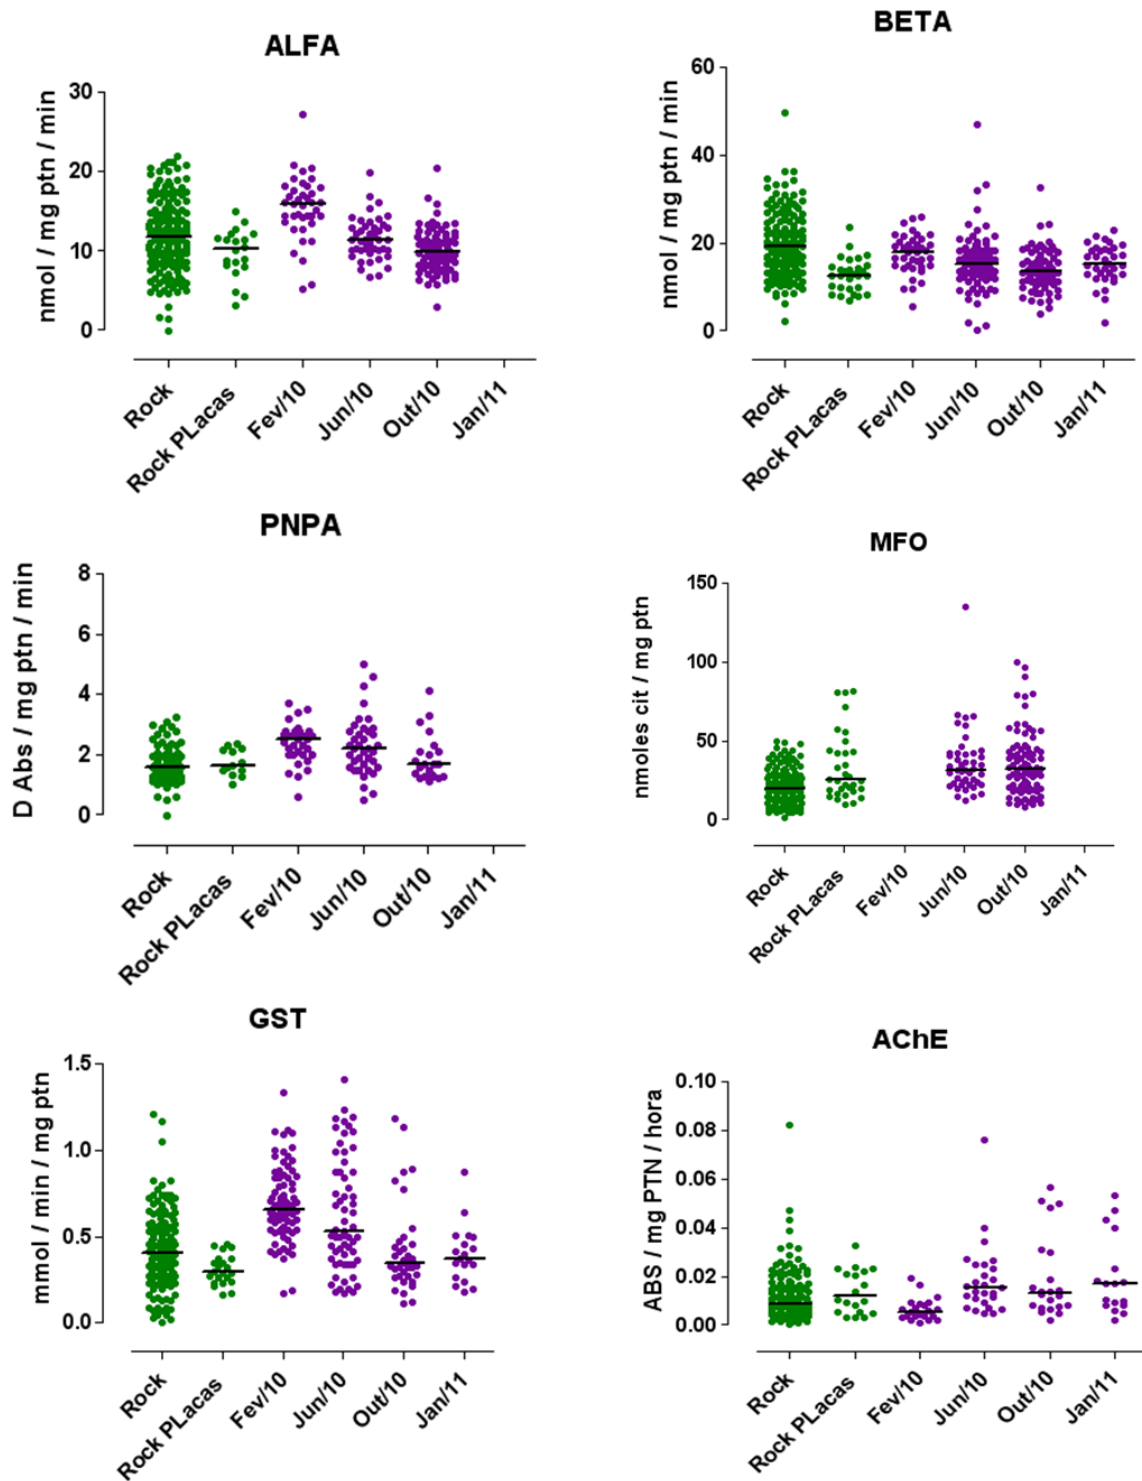 ALFA
nmol / mg ptn / min
30
20
10
0
Rock
Rock PLacas
Fev/10
Jun/10
Out/10
Jan/11
BETA
nmol / mg ptn / min
60
40
20
0
Rock
Rock PLacas
Fev/10
Jun/10
Out/10
Jan/11
PNPA
D Abs / mg ptn / min
8
6
4
2
0
Rock
Rock PLacas
Fev/10
Jun/10
Out/10
Jan/11
MFO
nmoles cit / mg ptn
150
100
50
0
Rock
Rock PLacas
Fev/10
Jun/10
Out/10
Jan/11
GST
mmol / min / mg ptn
1.5
1.0
0.5
0.0
Rock
Rock PLacas
Fev/10
Jun/10
Out/10
Jan/11
AChE
ABS / mg PTN / hora
0.10
0.08
0.06
0.04
0.02
0.00
Rock
Rock PLacas
Fev/10
Jun/10
Out/10
Jan/11